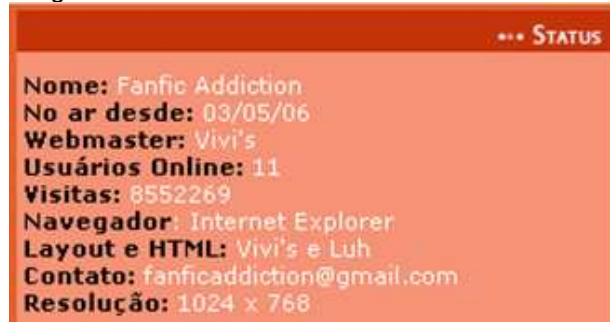 ••• STATUS
Nome: Fanfic Addiction
No ar desde: 03/05/06
Webmaster: Vivi's
Usuários Online: 11
Visitas: 8552269
Navegador: Internet Explorer
Layout e HTML: Vivi's e Luh
Contato: fanficaddiction@gmail.com
Resolução: 1024 x 768